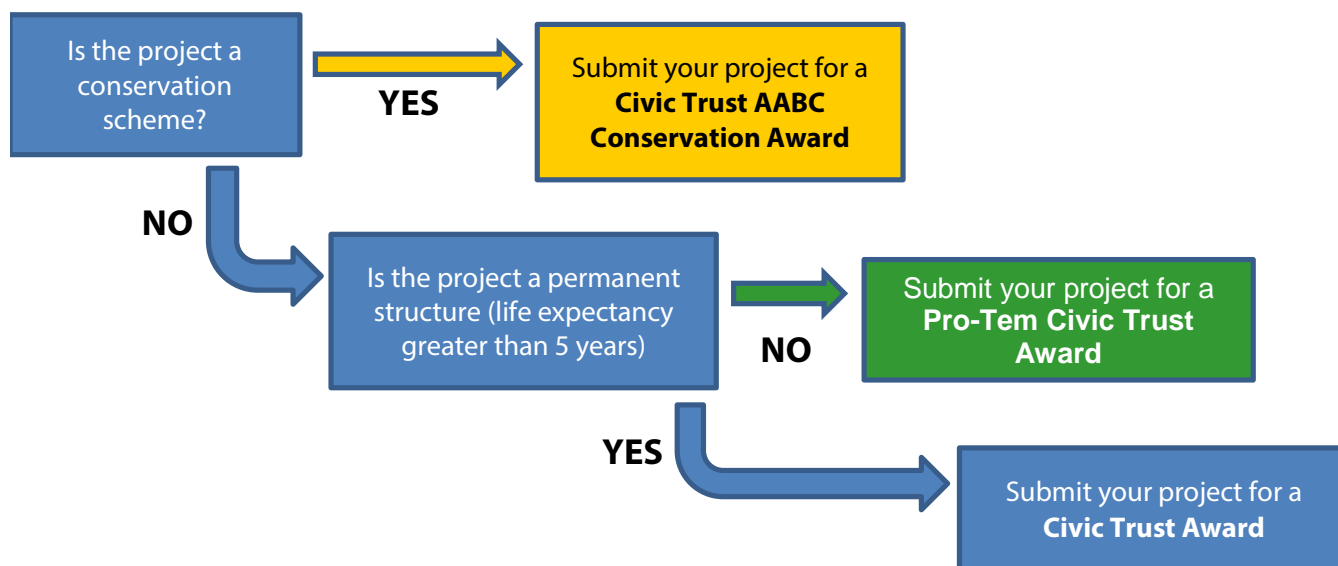 Is the project a
conservation
scheme?
YES
Submit your project for a
Civic Trust AABC
Conservation Award
NO
Is the project a permanent
structure (life expectancy
greater than 5 years)
NO
Submit your project for a
Pro-Tem Civic Trust
Award
YES
Submit your project for a
Civic Trust Award